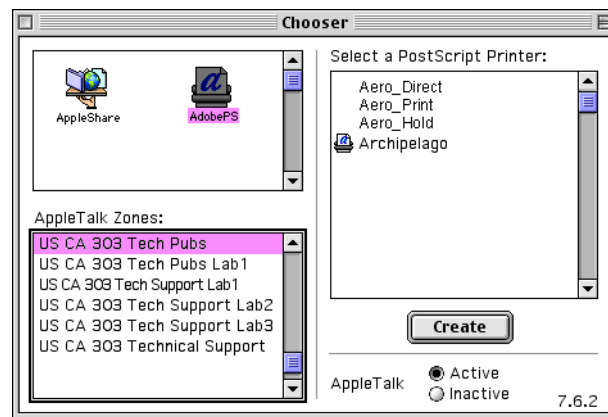 Chooser
AppleShare
AdobePS
AppleTalk Zones:
US CA 303 Tech Pubs
US CA 303 Tech Pubs Lab1
US CA 303 Tech Support Lab1
US CA 303 Tech Support Lab2
US CA 303 Tech Support Lab3
US CA 303 Technical Support
Select a PostScript Printer:
Aero_Direct
Aero_Print
Aero_Hold
Archipelago
Create
AppleTalk
Active
Inactive
7.6.2